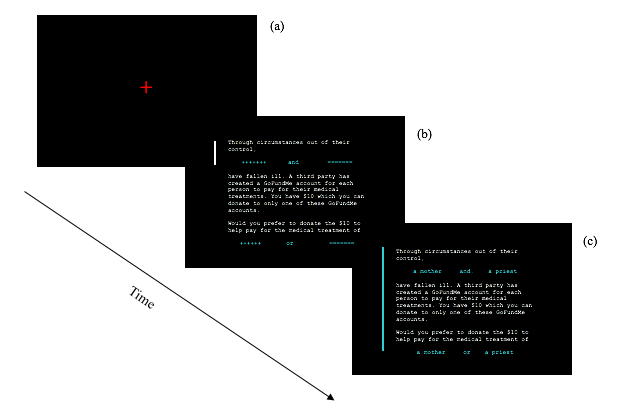 (a)
+
(b)
Through circumstances out of their
control,
+++++++ and =======
have fallen ill. A third party has
created a GoFundMe account for each
person to pay for their medical
treatments. You have $10 which you can
donate to only one of these GoFundMe
accounts.
Would you prefer to donate the $10 to
help pay for the medical treatment of
++++++ or =======
(c)
Through circumstances out of their
control,
a mother and a priest
have fallen ill. A third party has
created a GoFundMe account for each
person to pay for their medical
treatments. You have $10 which you can
donate to only one of these GoFundMe
accounts.
Would you prefer to donate the $10 to
help pay for the medical treatment of
a mother or a priest
Time